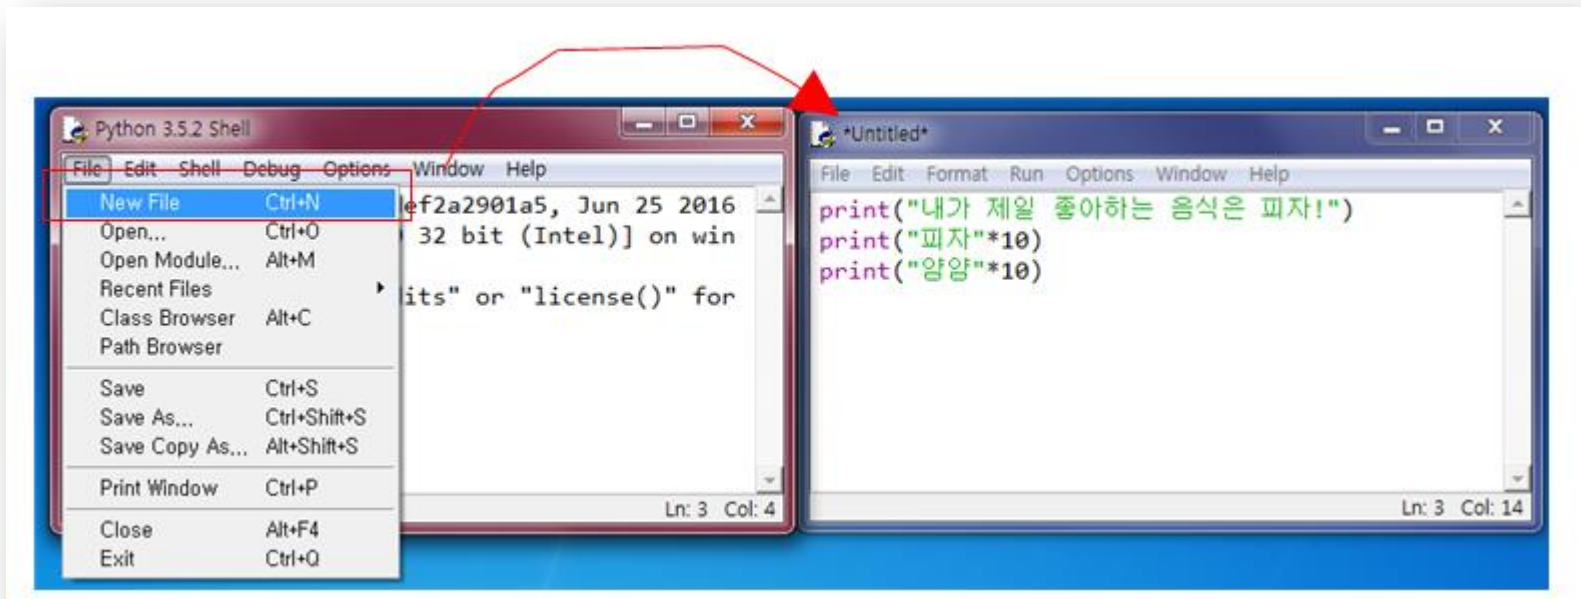 Python 3.5.2 Shell
File Edit Shell Debug Options Window Help
New File Ctrl+N
Open... Ctrl+O
Open Module... Alt+M
Recent Files
Class Browser Alt+C
Path Browser
Save Ctrl+S
Save As... Ctrl+Shift+S
Save Copy As... Alt+Shift+S
Print Window Ctrl+P
Close Alt+F4
Exit Ctrl+Q
ef2a2901a5, Jun 25 2016
32 bit (Intel)] on win
its" or "license()" for
Ln: 3 Col: 4
*Untitled*
File Edit Format Run Options Window Help
print("내가 제일 좋아하는 음식은 피자!")
print("피자"*10)
print("얌얌"*10)
Ln: 3 Col: 14